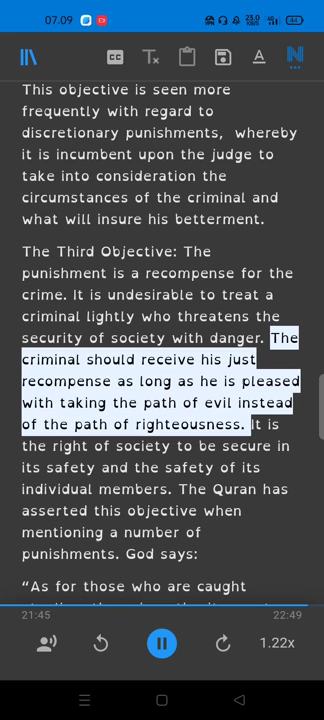 07.09
23.0
KB/S
4G
44
CC
T×
A
N
This objective is seen more
frequently with regard to
discretionary punishments,  whereby
it is incumbent upon the judge to
take into consideration the
circumstances of the criminal and
what will insure his betterment.
The Third Objective: The
punishment is a recompense for the
crime. It is undesirable to treat a
criminal lightly who threatens the
security of society with danger. The
criminal should receive his just
recompense as long as he is pleased
with taking the path of evil instead
of the path of righteousness. It is
the right of society to be secure in
its safety and the safety of its
individual members. The Quran has
asserted this objective when
mentioning a number of
punishments. God says:
“As for those who are caught
21:45
22:49
1.22x